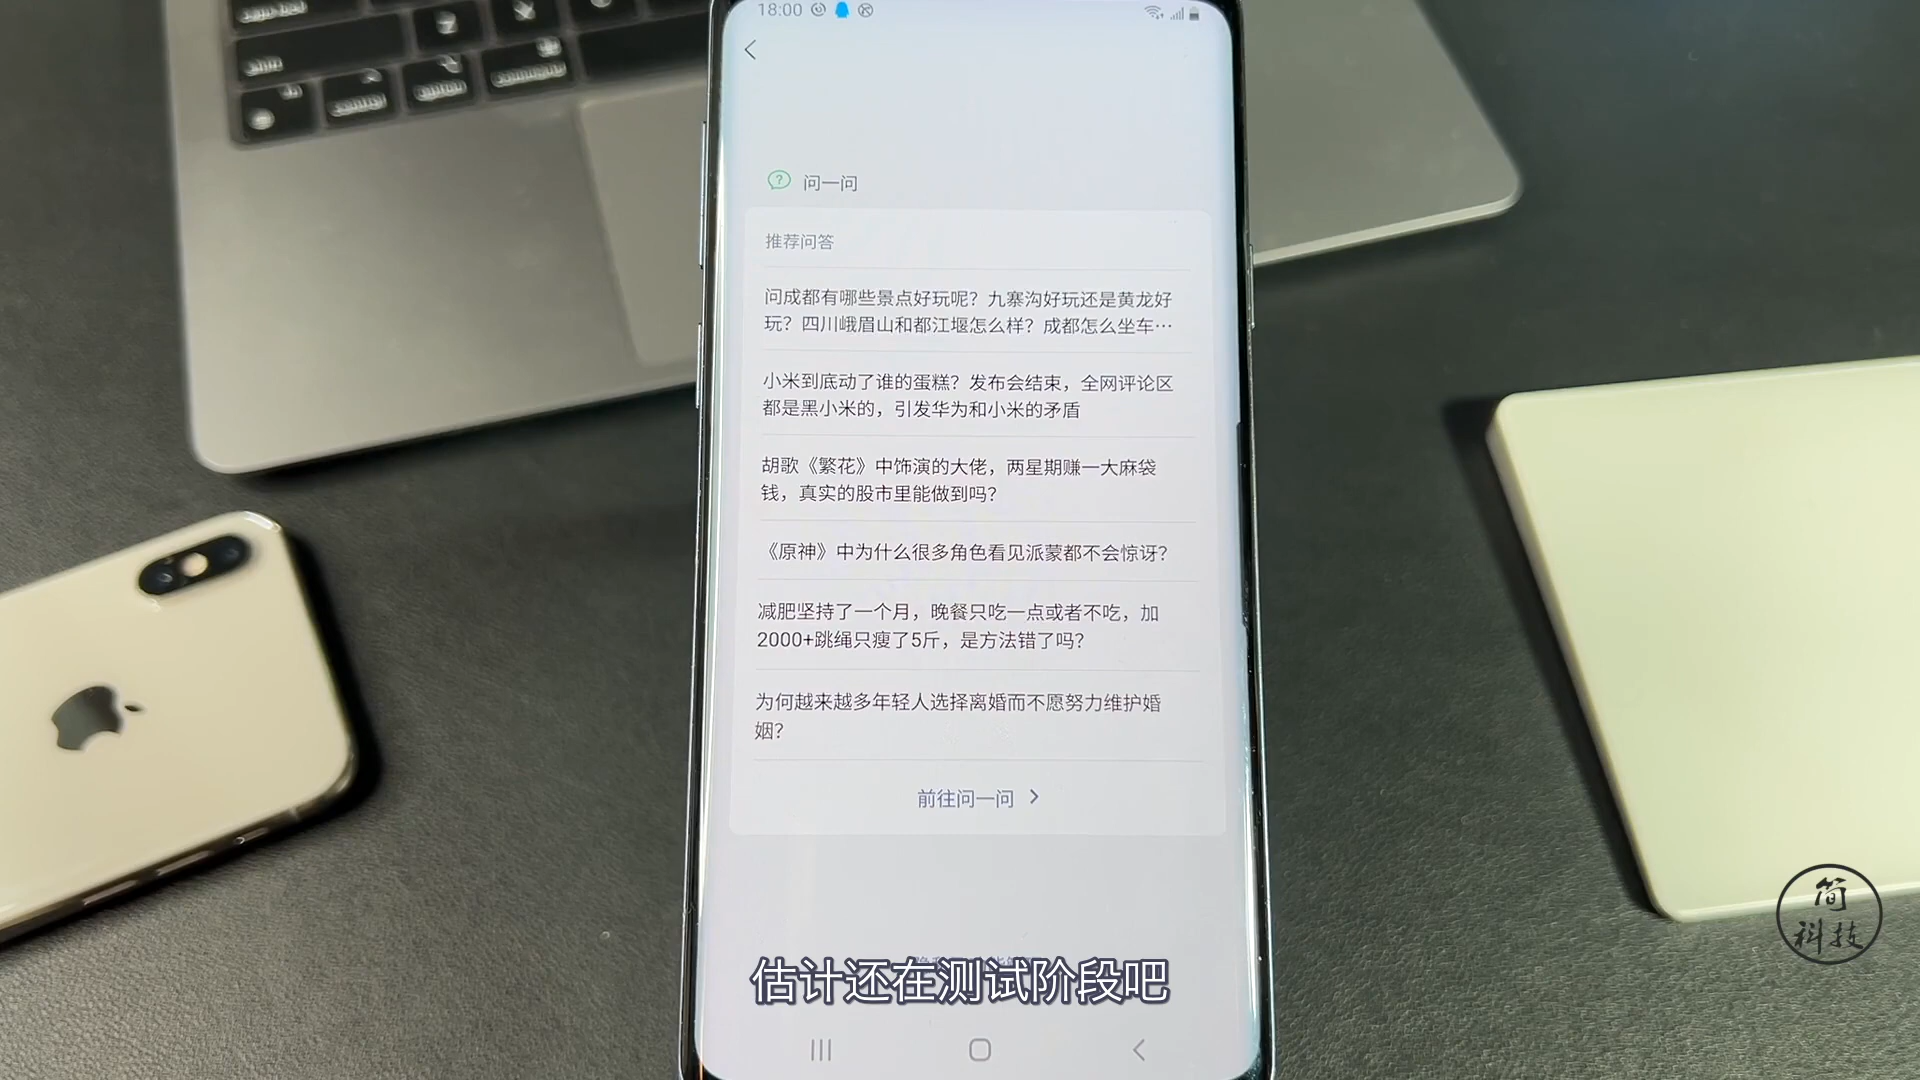 18:00
问一问
推荐问答
问成都有哪些景点好玩呢？九寨沟好玩还是黄龙好
玩？四川峨眉山和都江堰怎么样？成都怎么坐车…
小米到底动了谁的蛋糕？发布会结束，全网评论区
都是黑小米的，引发华为和小米的矛盾
胡歌《繁花》中饰演的大佬，两星期赚一大麻袋
钱，真实的股市里能做到吗？
《原神》中为什么很多角色看见派蒙都不会惊讶？
减肥坚持了一个月，晚餐只吃一点或者不吃，加
2000+跳绳只瘦了5斤，是方法错了吗？
为何越来越多年轻人选择离婚而不愿努力维护婚
姻？
前往问一问
估计还在测试阶段吧
简
科技